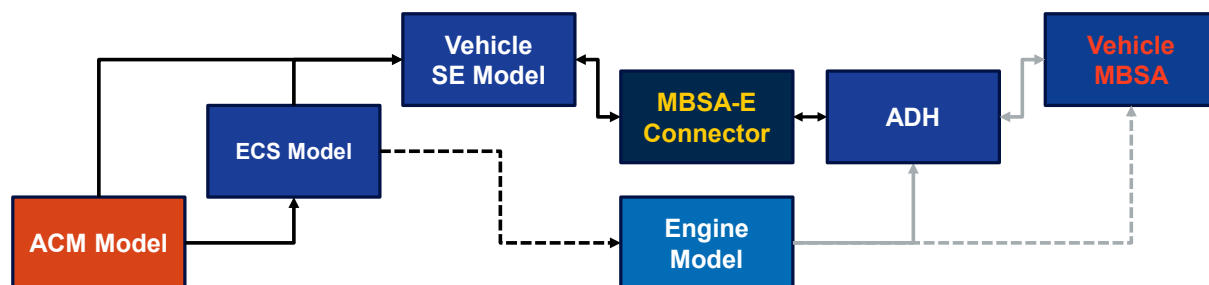 Vehicle
SE Model
Vehicle
MBSA
MBSA-E
Connector
ADH
ECS Model
ACM Model
Engine
Model